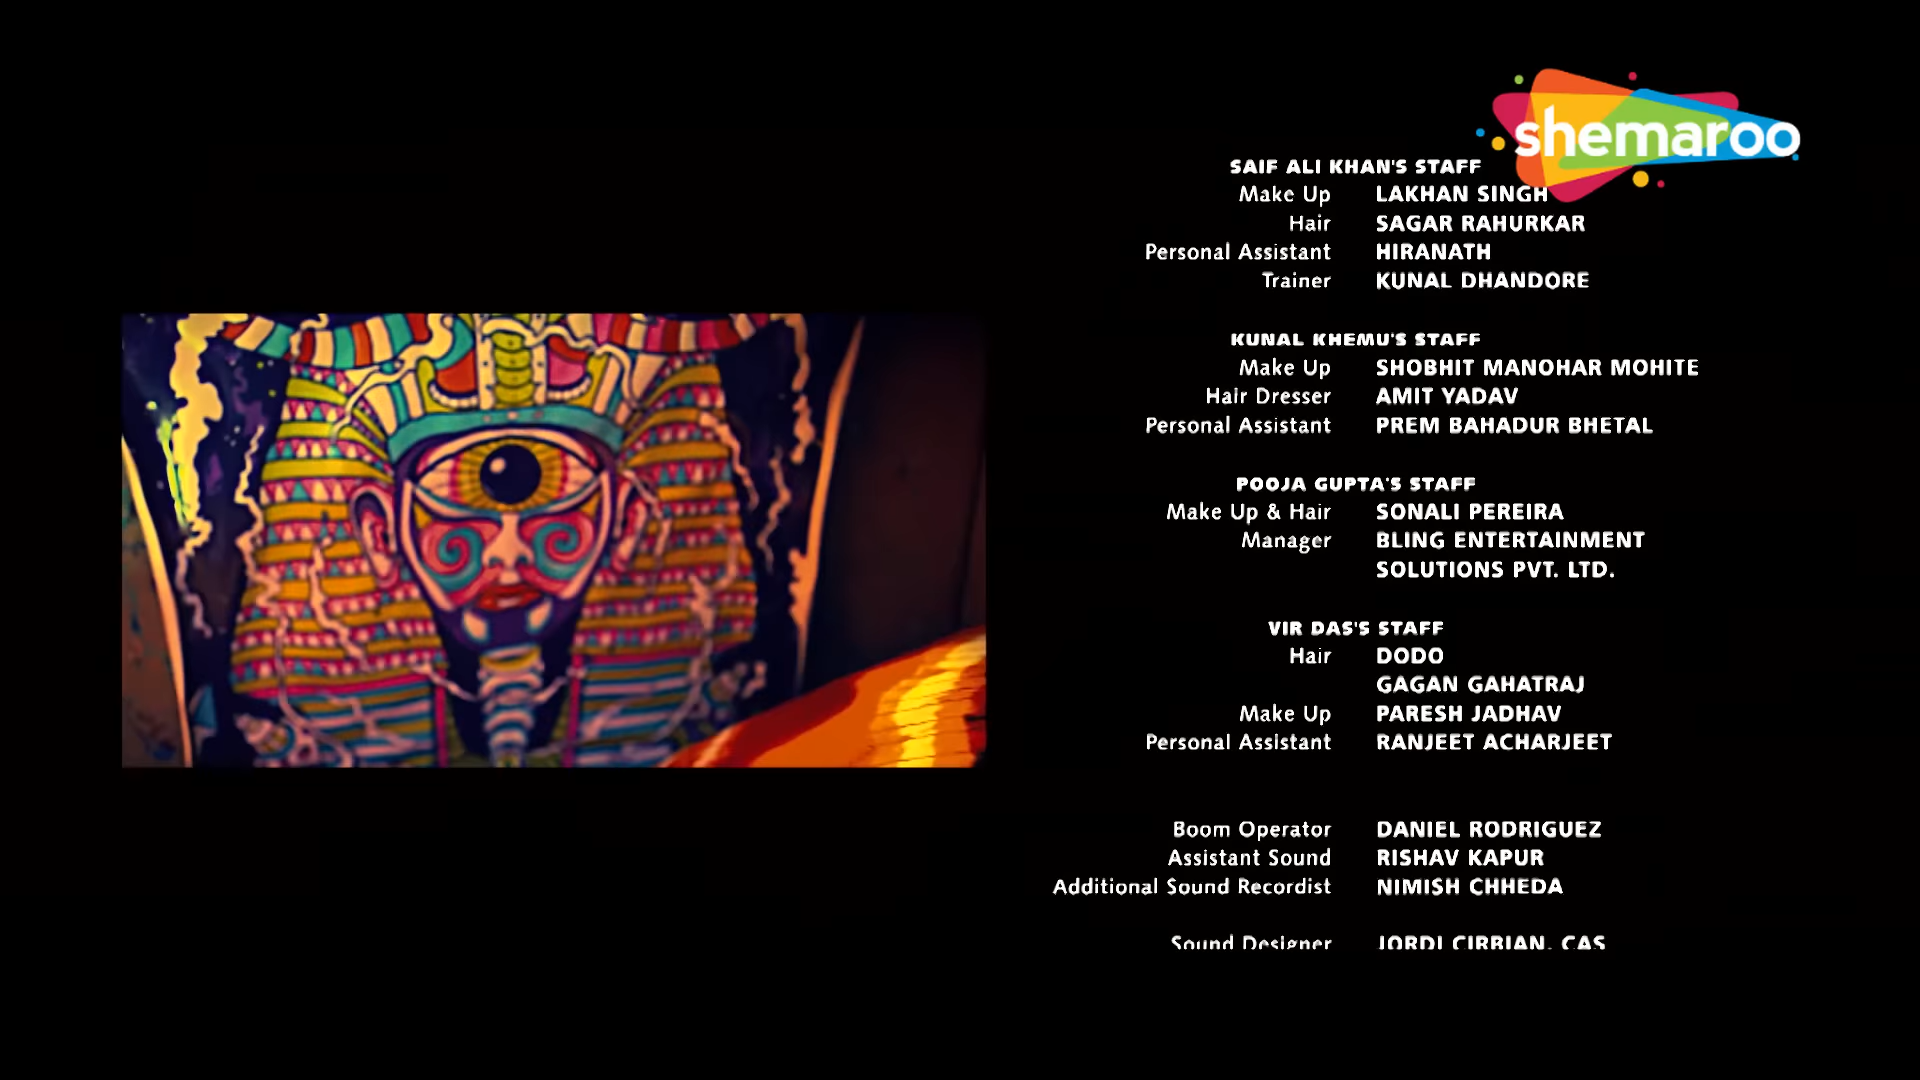 shemaroo
SAIF ALI KHAN'S STAFF
Make Up LAKHAN SINGH
Hair SAGAR RAHURKAR
Personal Assistant HIRANATH
Trainer KUNAL DHANDORE
KUNAL KHEMU'S STAFF
Make Up SHOBHIT MANOHAR MOHITE
Hair Dresser AMIT YADAV
Personal Assistant PREM BAHADUR BHETAL
POOJA GUPTA'S STAFF
Make Up & Hair SONALI PEREIRA
Manager BLING ENTERTAINMENT
SOLUTIONS PVT. LTD.
VIR DAS'S STAFF
Hair DODO
GAGAN GAHATRAJ
Make Up PARESH JADHAV
Personal Assistant RANJEET ACHARJEET
Boom Operator DANIEL RODRIGUEZ
Assistant Sound RISHAV KAPUR
Additional Sound Recordist NIMISH CHHEDA
Sound Designer JORDI CIRBIAN, CAS